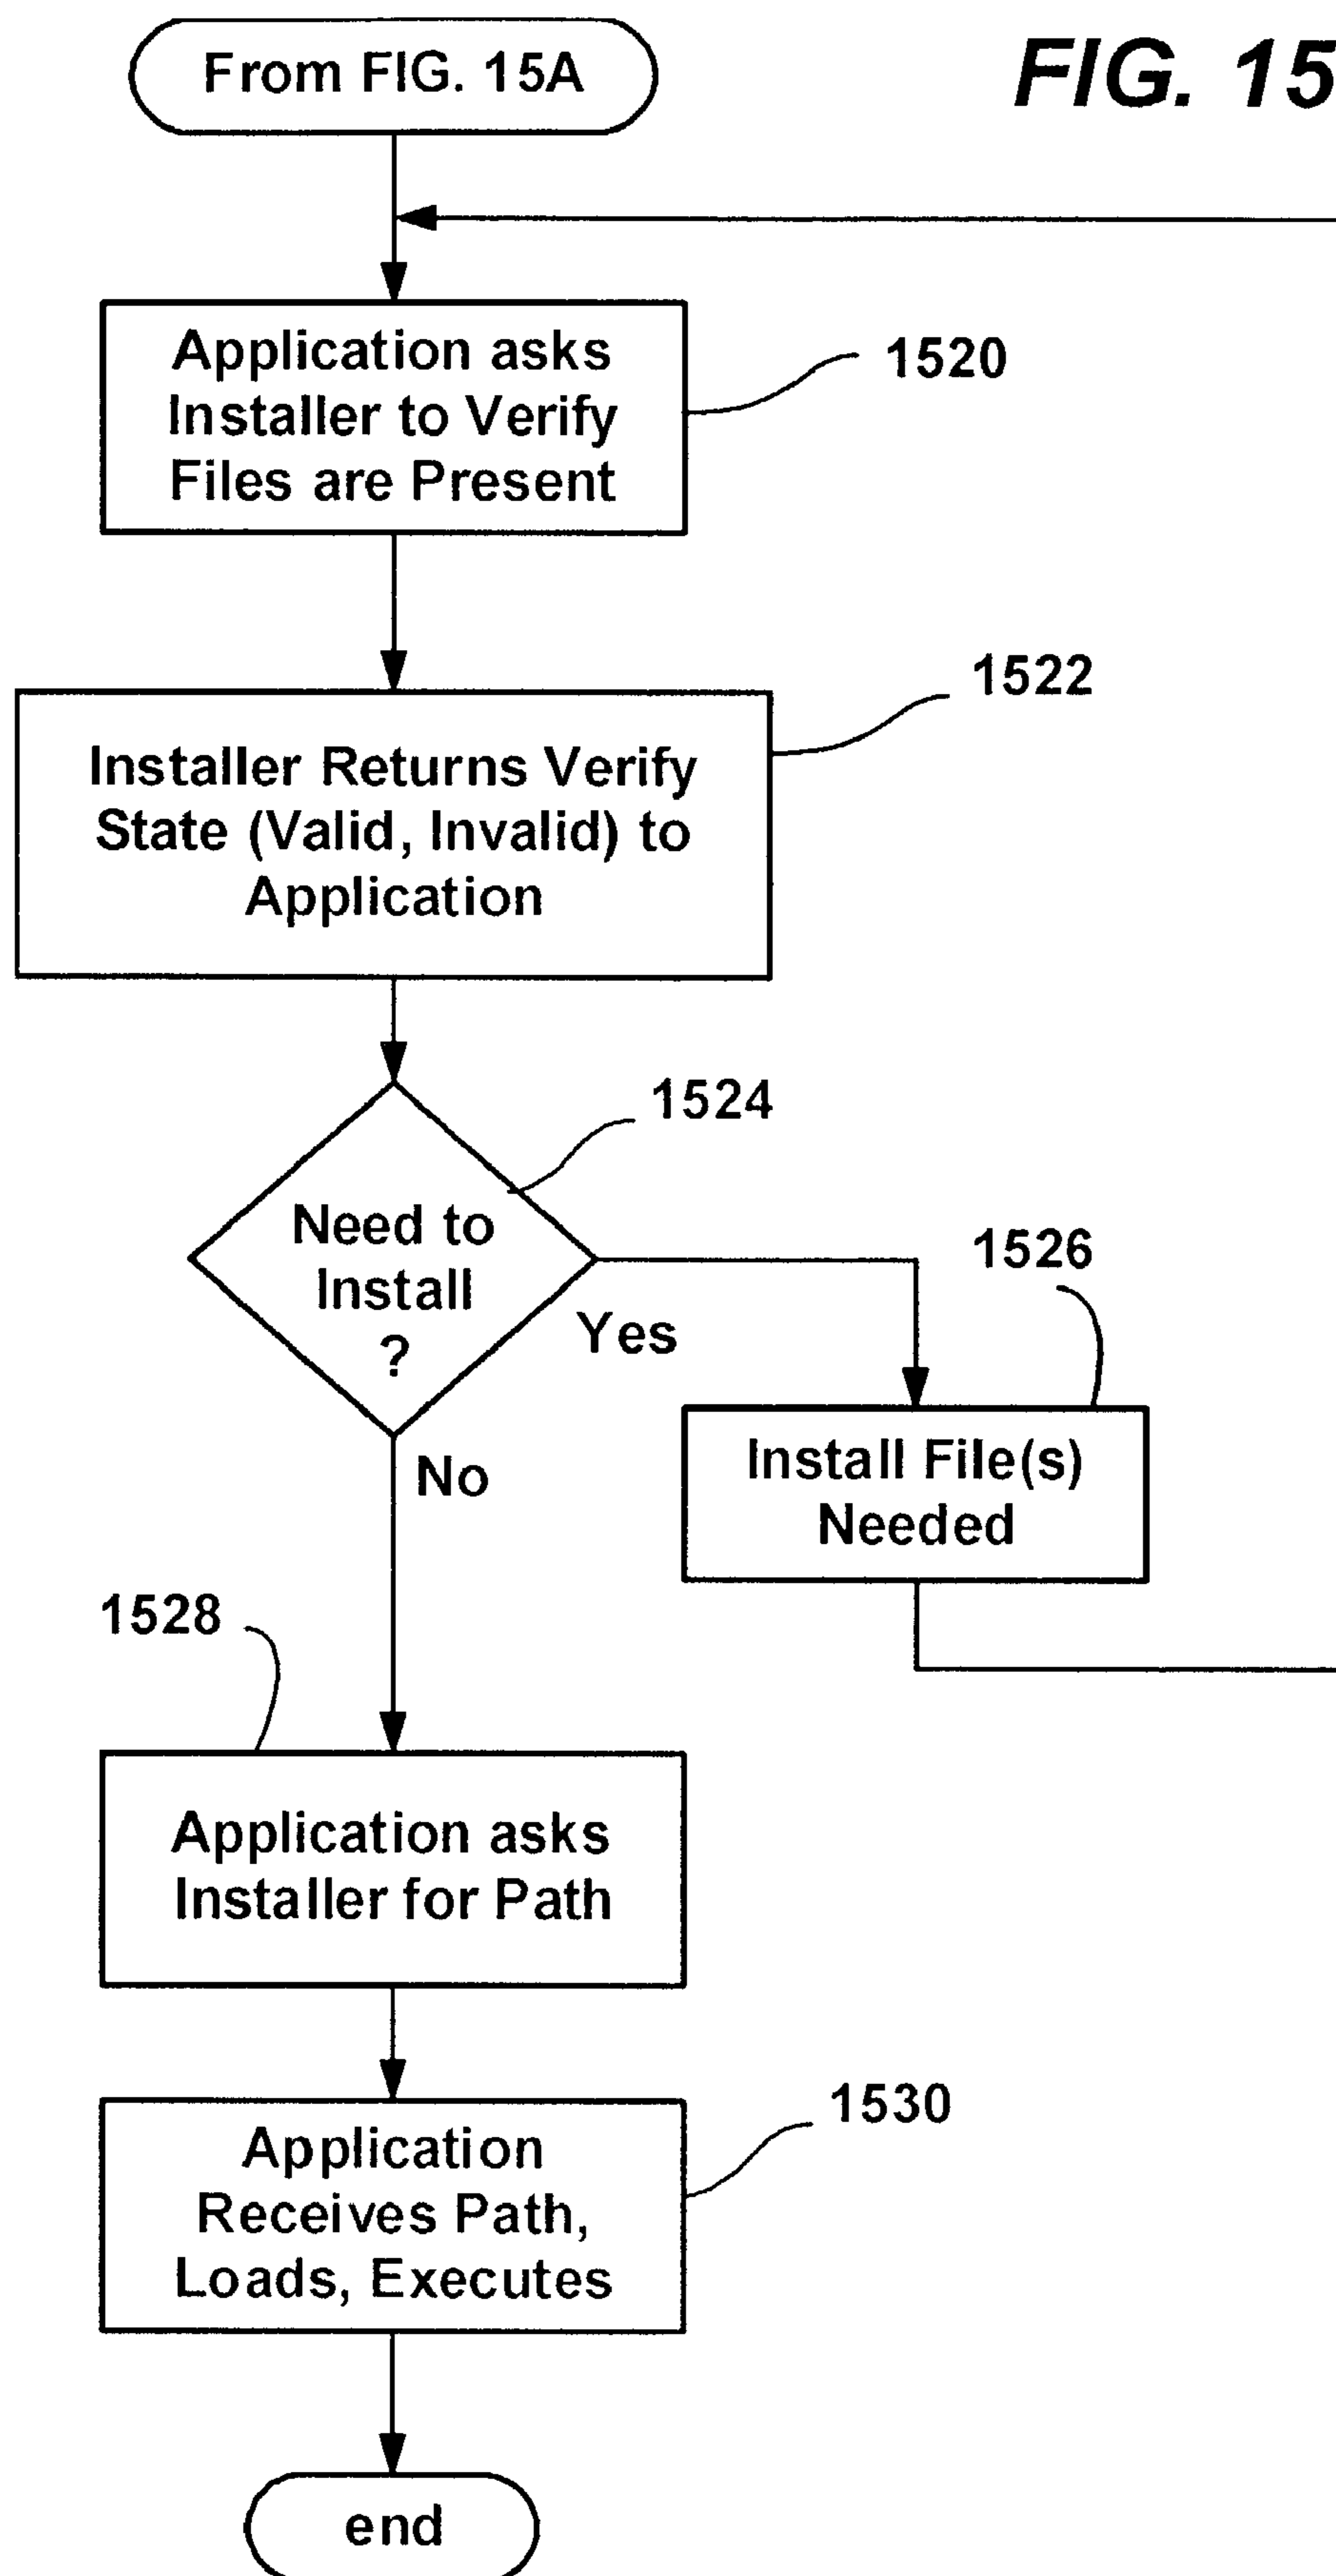 From FIG. 15A
FIG. 15
Application asks
Installer to Verify
Files are Present
1520
Installer Returns Verify
State (Valid, Invalid) to
Application
1522
Need to
Install
?
1524
Yes
No
1526
Install File(s)
Needed
1528
Application asks
Installer for Path
Application
Receives Path,
Loads, Executes
1530
end